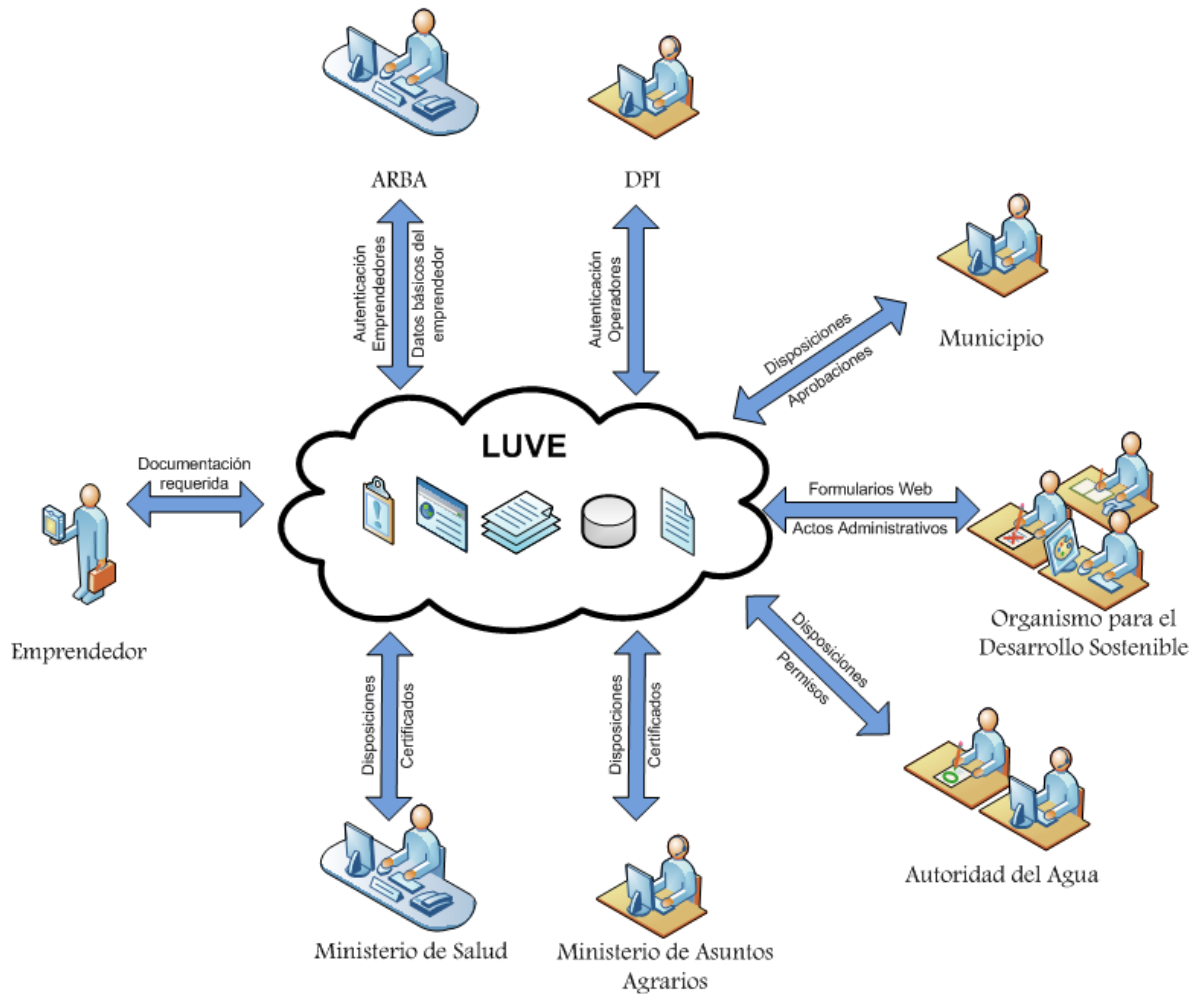 ARBA
DPI
Autenticación
Emprendedores
Datos básicos del
emprendedor
Autenticación
Operadores
Disposiciones
Aprobaciones
Municipio
LUVE
Documentación
requerida
Emprendedor
Formularios Web
Actos Administrativos
Organismo para el
Desarrollo Sostenible
Disposiciones
Permisos
Autoridad del Agua
Disposiciones
Certificados
Ministerio de Salud
Disposiciones
Certificados
Ministerio de Asuntos
Agrarios